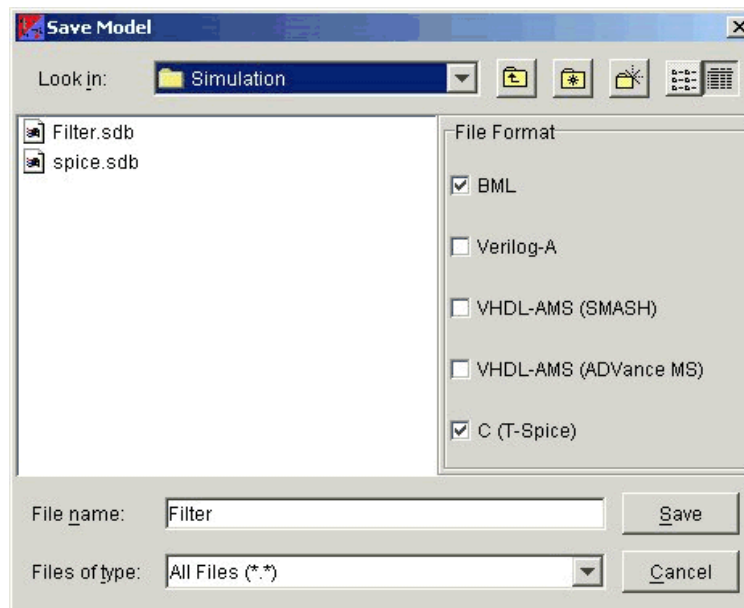 Save Model
Look in: Simulation
Filter.sdb
spice.sdb
File Format
BML
Verilog-A
VHDL-AMS (SMASH)
VHDL-AMS (ADVance MS)
C (T-Spice)
File name: Filter Save
Files of type: All Files (*.*) Cancel